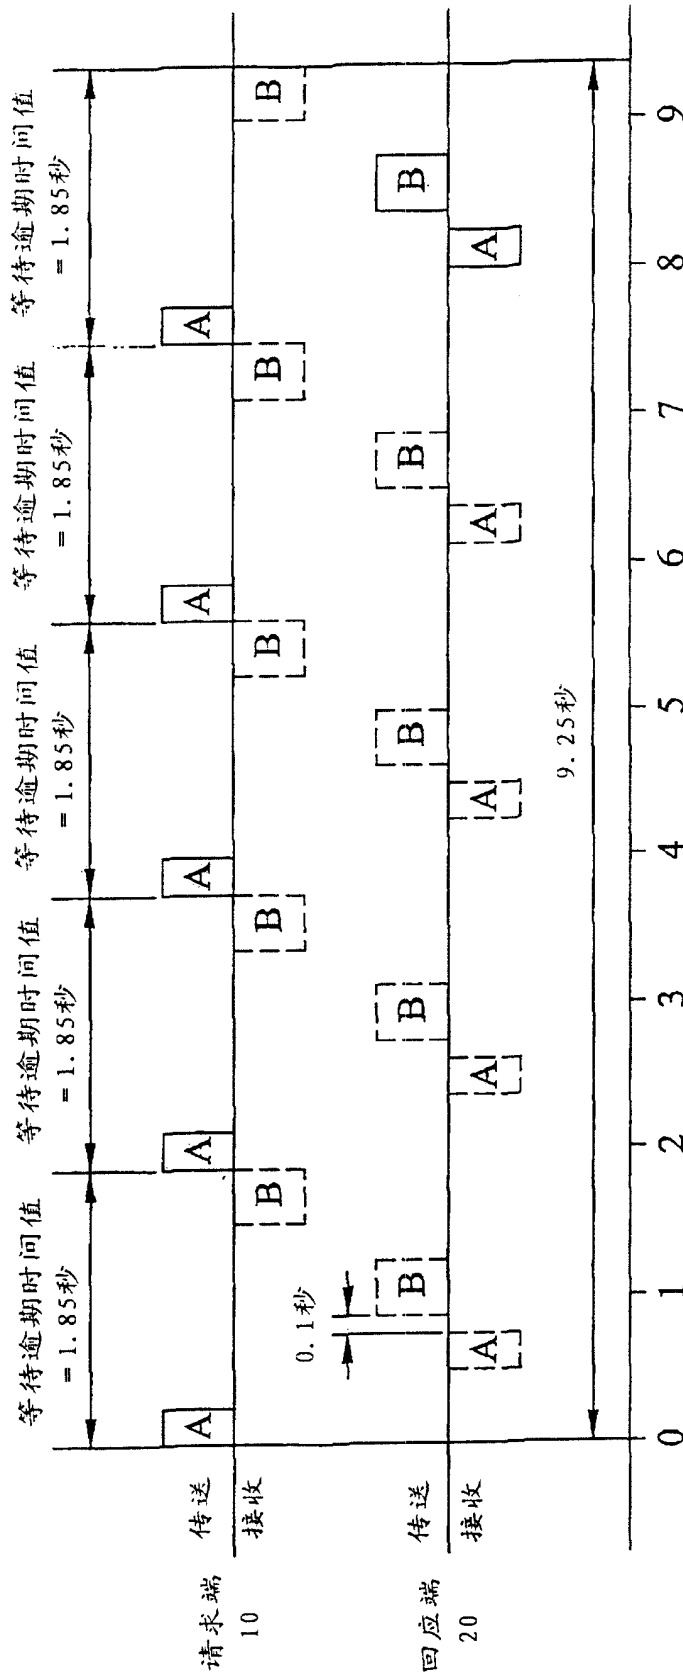 等待逾期时间值
=1.85秒
等待逾期时间值
=1.85秒
等待逾期时间值
=1.85秒
等待逾期时间值
=1.85秒
等待逾期时间值
=1.85秒
请求端
10
传送
接收
A
A
A
A
A
B
B
B
B
B
回应端
20
传送
接收
0.1秒
B
B
B
B
B
A
A
A
A
A
9.25秒
0 1 2 3 4 5 6 7 8 9